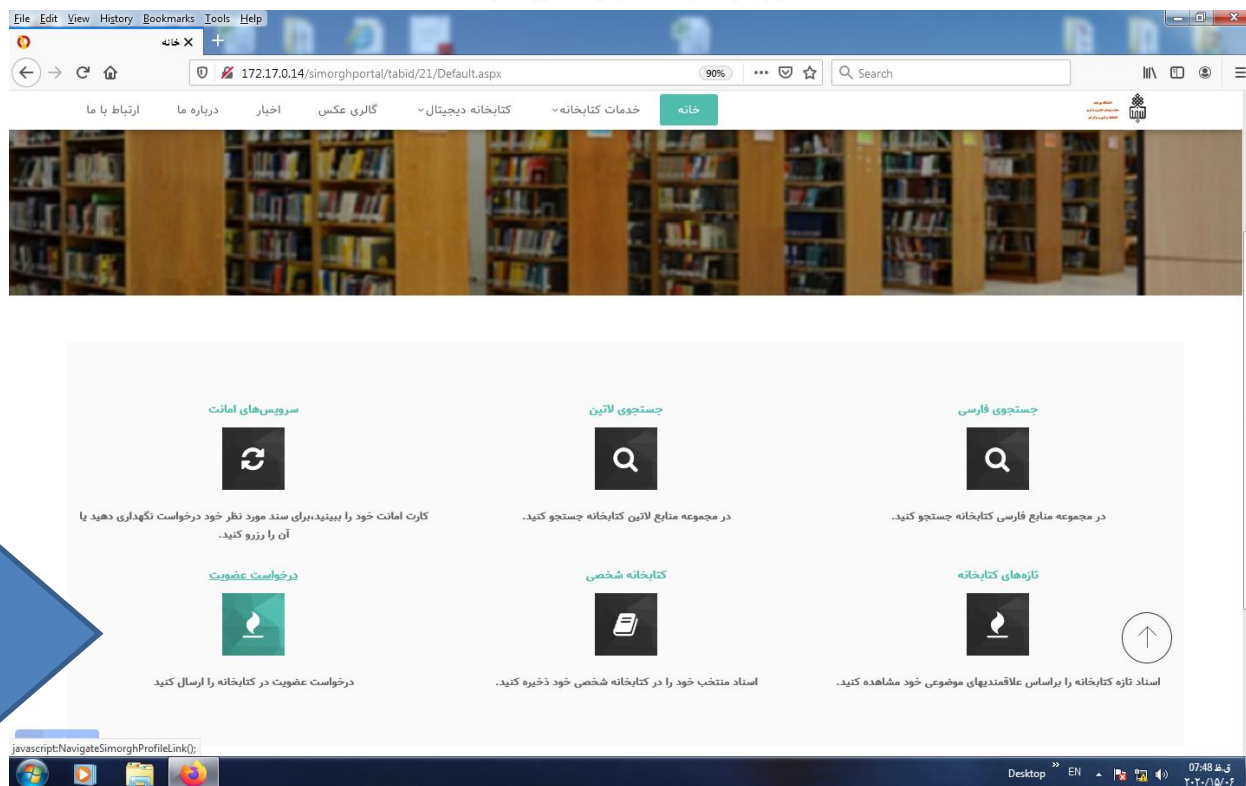 File Edit View History Bookmarks Tools Help
خانه
172.17.0.14/simorghportal/tabid/21/Default.aspx
90%
Search
خانه
خدمات کتابخانه
کتابخانه دیجیتال
گالری عکس
اخبار
درباره ما
ارتباط با ما
جستجوی فارسی
در مجموعه منابع فارسی کتابخانه جستجو کنید.
جستجوی لاتین
در مجموعه منابع لاتین کتابخانه جستجو کنید.
سرویس‌های امانت
کارت امانت خود را ببینید،برای سند مورد نظر خود درخواست نگهداری دهید یا
آن را رزرو کنید.
تازه‌های کتابخانه
اسناد تازه کتابخانه را براساس علاقمندیهای موضوعی خود مشاهده کنید.
کتابخانه شخصی
اسناد منتخب خود را در کتابخانه شخصی خود ذخیره کنید.
درخواست عضویت
درخواست عضویت در کتابخانه را ارسال کنید
javascript:NavigateSimorghProfileLink();
Desktop
EN
07:48 ق.ظ
۲۰۲۰/۱۵/۰۶